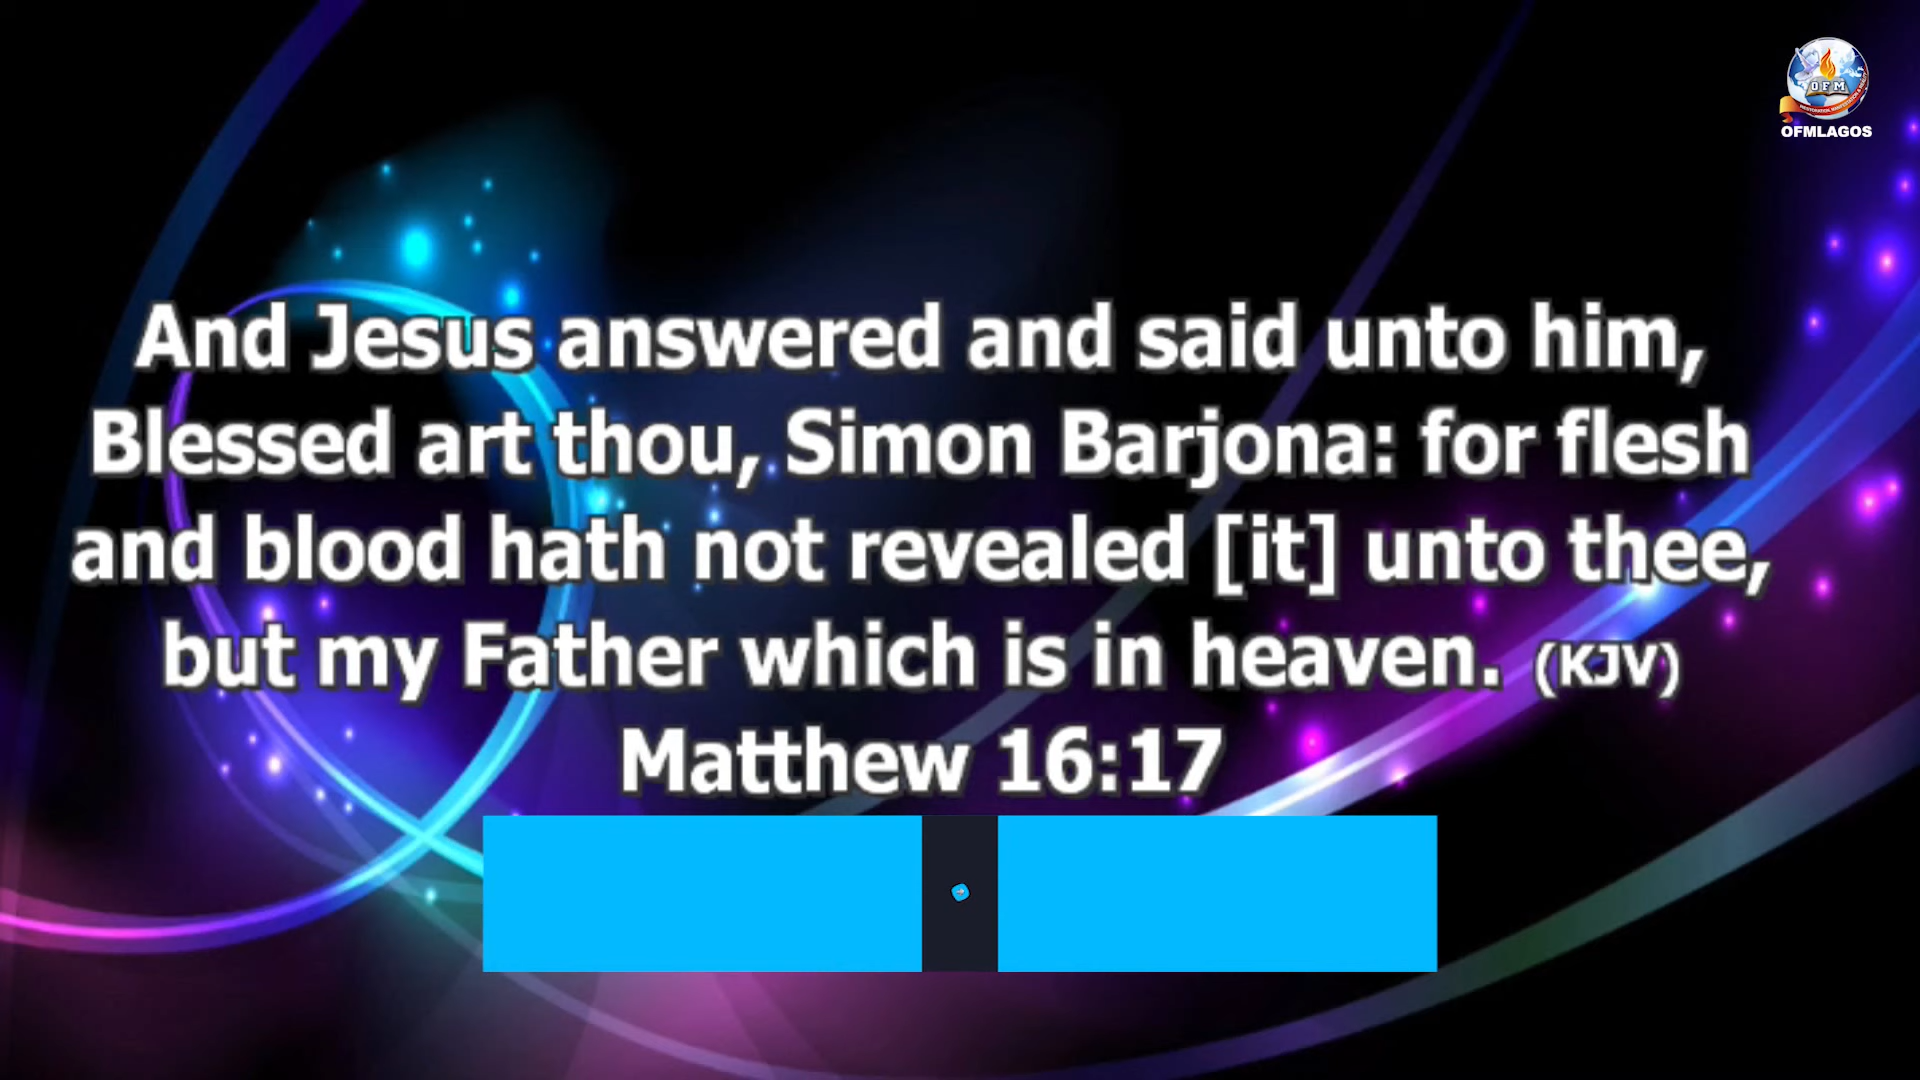 OFM
OFMLAGOS
And Jesus answered and said unto him,
Blessed art thou, Simon Barjona: for flesh
and blood hath not revealed [it] unto thee,
but my Father which is in heaven. (KJV)
Matthew 16:17